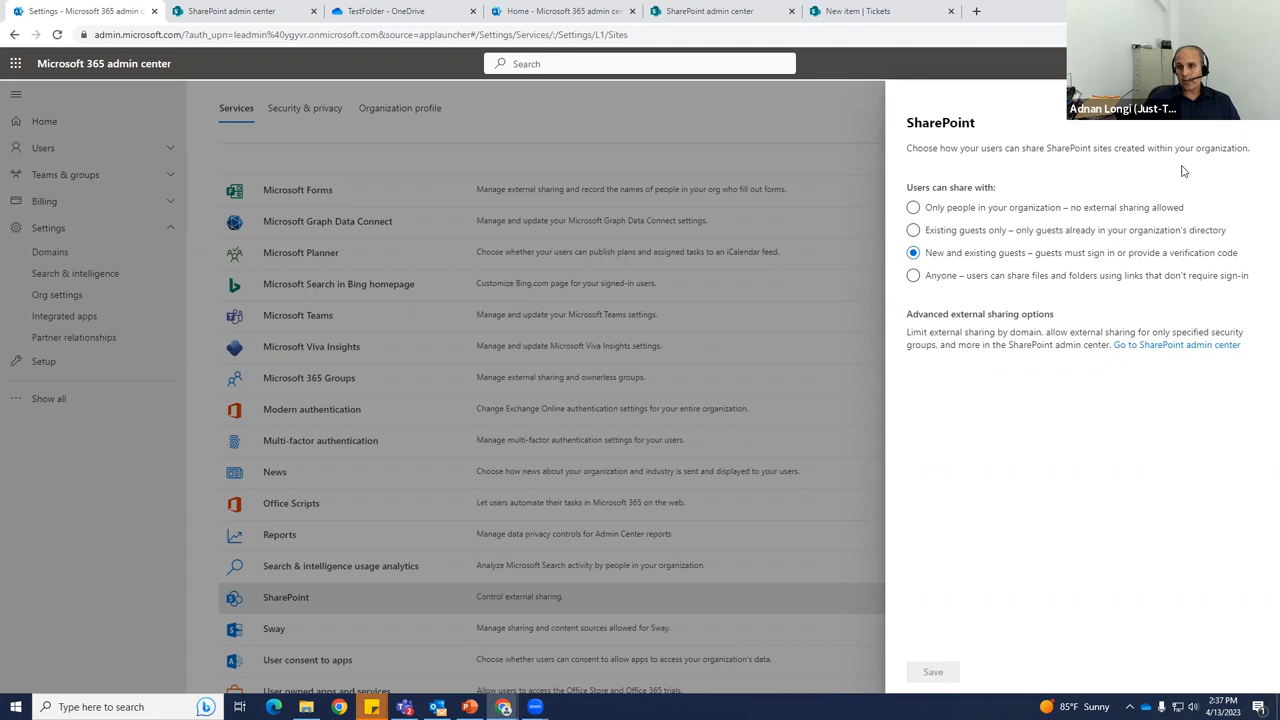 Settings - Microsoft 365 admin c
SharePoint admin center
TestFolder - OneDrive
Home - Microsoft 365 admin cen
SharePoint admin center
New item | Tickets
admin.microsoft.com/?auth_upn=leadmin%40ygyvr.onmicrosoft.com&source=applauncher#/Settings/Services/:/Settings/L1/Sites
Microsoft 365 admin center
Search
Adnan Longi (Just-T...
Home
Users
Teams & groups
Billing
Settings
Domains
Search & intelligence
Org settings
Integrated apps
Partner relationships
Setup
Show all
Services
Security & privacy
Organization profile
Microsoft Forms
Manage external sharing and record the names of people in your org who fill out forms.
Microsoft Graph Data Connect
Manage and update your Microsoft Graph Data Connect settings.
Microsoft Planner
Choose whether your users can publish plans and assigned tasks to an iCalendar feed.
Microsoft Search in Bing homepage
Customize Bing.com page for your signed-in users.
Microsoft Teams
Manage and update your Microsoft Teams settings.
Microsoft Viva Insights
Manage and update Microsoft Viva Insights settings.
Microsoft 365 Groups
Manage external sharing and ownerless groups.
Modern authentication
Change Exchange Online authentication settings for your entire organization.
Multi-factor authentication
Manage multi-factor authentication settings for your users.
News
Choose how news about your organization and industry is sent and displayed to your users.
Office Scripts
Let users automate their tasks in Microsoft 365 on the web.
Reports
Manage data privacy controls for Admin Center reports
Search & intelligence usage analytics
Analyze Microsoft Search activity by people in your organization.
SharePoint
Control external sharing.
Sway
Manage sharing and content sources allowed for Sway.
User consent to apps
Choose whether users can consent to allow apps to access your organization's data.
User owned apps and services
Allow users to access the Office Store and Office 365 trials.
SharePoint
Choose how your users can share SharePoint sites created within your organization.
Users can share with:
Only people in your organization – no external sharing allowed
Existing guests only – only guests already in your organization's directory
New and existing guests – guests must sign in or provide a verification code
Anyone – users can share files and folders using links that don't require sign-in
Advanced external sharing options
Limit external sharing by domain, allow external sharing for only specified security
groups, and more in the SharePoint admin center. Go to SharePoint admin center
Save
Type here to search
zoom
85°F Sunny
2:37 PM
4/13/2023